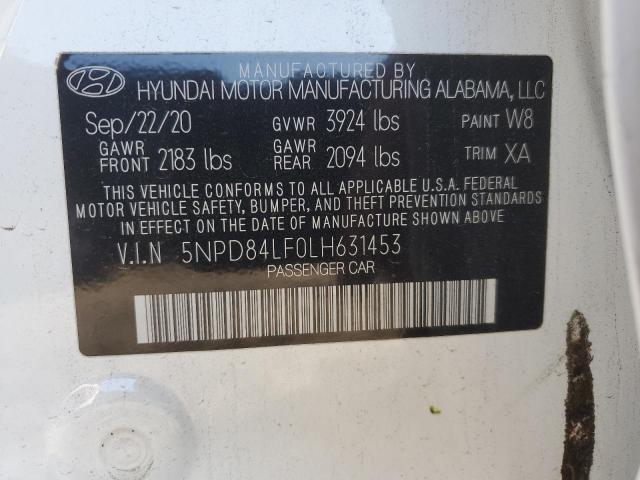 MANUFACTURED BY
HYUNDAI MOTOR MANUFACTURING ALABAMA, LLC
Sep/22/20 GVWR 3924 lbs PAINT W8
GAWR FRONT 2183 lbs GAWR REAR 2094 lbs TRIM XA
THIS VEHICLE CONFORMS TO ALL APPLICABLE U.S.A. FEDERAL
MOTOR VEHICLE SAFETY, BUMPER, AND THEFT PREVENTION STANDARDS
IN EFFECT ON THE DATE OF MANUFACTURE SHOWN ABOVE.
V.I.N 5NPD84LF0LH631453
PASSENGER CAR